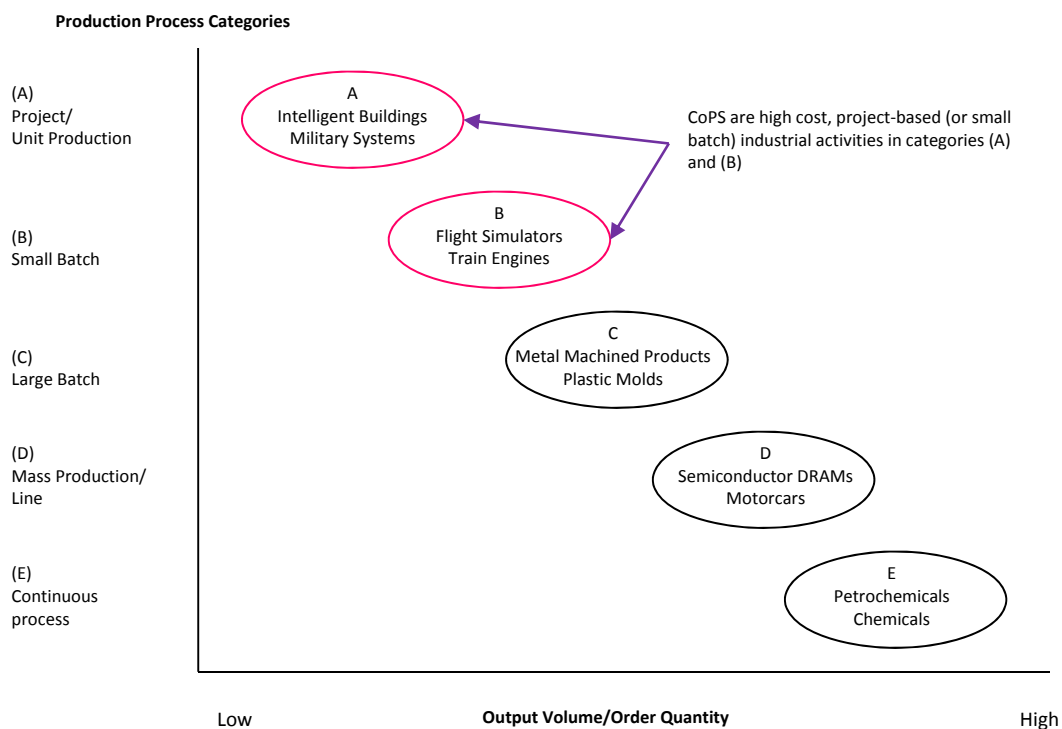 Production Process Categories
(A)
Project/
Unit Production
A
Intelligent Buildings
Military Systems
CoPS are high cost, project-based (or small
batch) industrial activities in categories (A)
and (B)
(B)
Small Batch
B
Flight Simulators
Train Engines
(C)
Large Batch
C
Metal Machined Products
Plastic Molds
(D)
Mass Production/
Line
D
Semiconductor DRAMs
Motorcars
(E)
Continuous
process
E
Petrochemicals
Chemicals
Low
Output Volume/Order Quantity
High